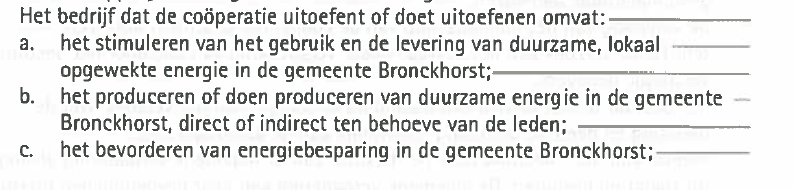 Het bedrijf dat de coöperatie uitoefent of doet uitoefenen omvat:
a. het stimuleren van het gebruik en de levering van duurzame, lokaal
opgewekte energie in de gemeente Bronckhorst;
b. het produceren of doen produceren van duurzame energie in de gemeente
Bronckhorst, direct of indirect ten behoeve van de leden;
c. het bevorderen van energiebesparing in de gemeente Bronckhorst;